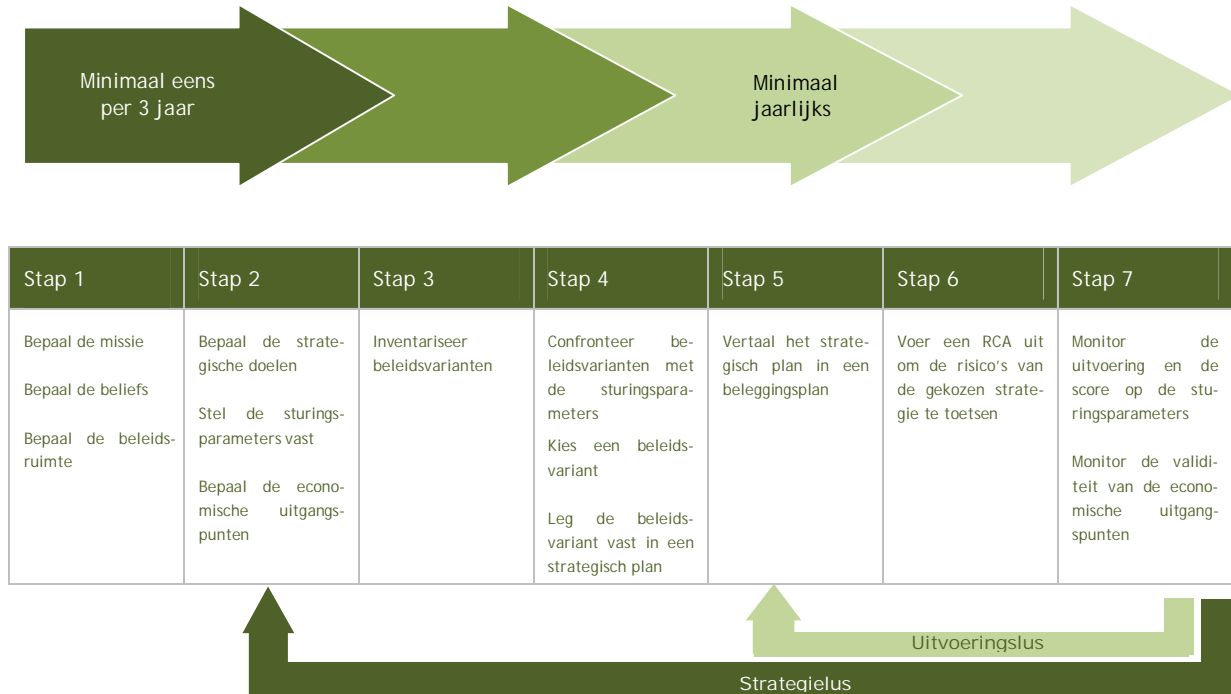 Minimaal eens
per 3 jaar
Minimaal
jaarlijks
Stap 1
Stap 2
Stap 3
Stap 4
Stap 5
Stap 6
Stap 7
Bepaal de missie
Bepaal de beliefs
Bepaal de beleids-
ruimte
Bepaal de strate-
gische doelen
Stel de sturings-
parameters vast
Bepaal de econo-
mische uitgangs-
punten
Inventariseer
beleidsvarianten
Confronteer be-
leidsvarianten met
de sturingspara-
meters
Kies een beleids-
variant
Leg de beleids-
variant vast in een
strategisch plan
Vertaal het strate-
gisch plan in een
beleggingsplan
Voer een RCA uit
om de risico's van
de gekozen strate-
gie te toetsen
Monitor de
uitvoering en de
score op de stu-
ringsparameters
Monitor de validi-
teit van de econo-
mische uitgang-
spunten
Uitvoeringslus
Strategielus